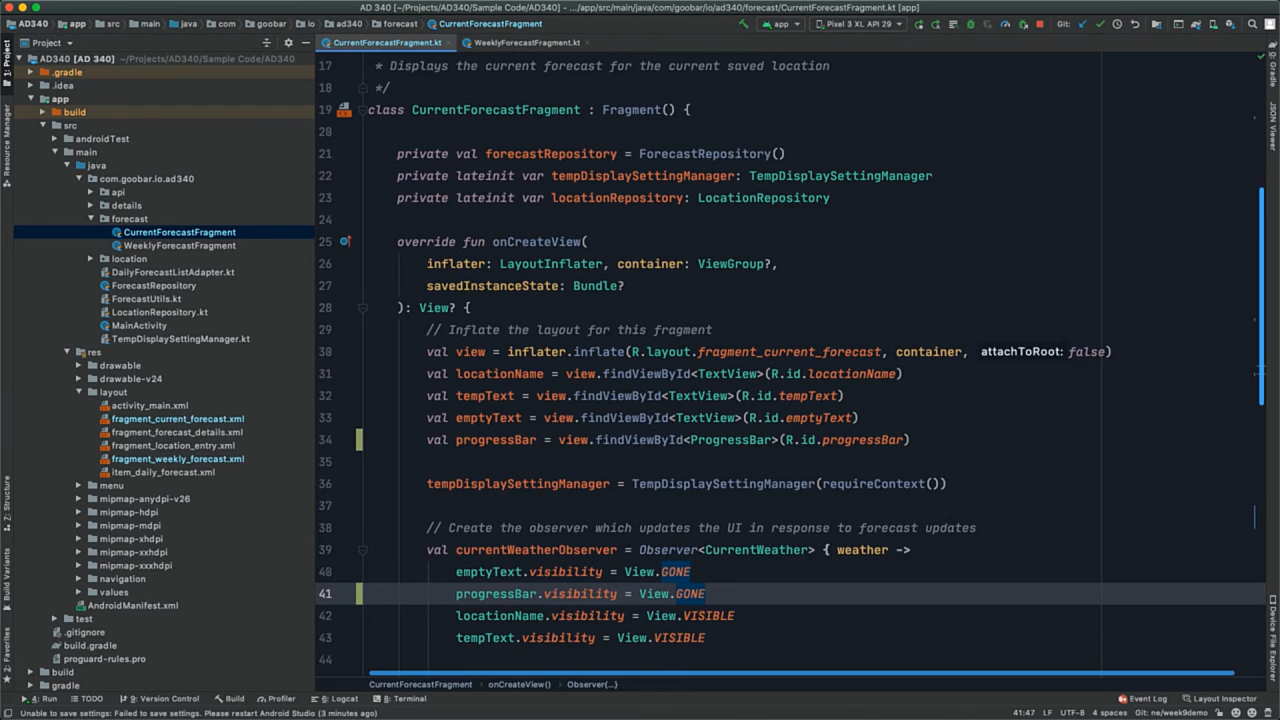 AD 340 [~/Projects/AD340/Sample Code/AD340] - .../app/src/main/java/com/goobar/io/ad340/forecast/CurrentForecastFragment.kt [app]
AD340 app src main java com goobar io ad340 forecast CurrentForecastFragment app Pixel 3 XL API 29 Git:
Project CurrentForecastFragment.kt WeeklyForecastFragment.kt
1: Project
Resource Manager
7: Structure
Build Variants
2: Favorites
AD340 [AD 340] ~/Projects/AD340/Sample Code/AD340
.gradle
.idea
app
build
src
androidTest
main
java
com.goobar.io.ad340
api
details
forecast
CurrentForecastFragment
WeeklyForecastFragment
location
DailyForecastListAdapter.kt
ForecastRepository
ForecastUtils.kt
LocationRepository.kt
MainActivity
TempDisplaySettingManager.kt
res
drawable
drawable-v24
layout
activity_main.xml
fragment_current_forecast.xml
fragment_forecast_details.xml
fragment_location_entry.xml
fragment_weekly_forecast.xml
item_daily_forecast.xml
menu
mipmap-anydpi-v26
mipmap-hdpi
mipmap-mdpi
mipmap-xhdpi
mipmap-xxhdpi
mipmap-xxxhdpi
navigation
values
AndroidManifest.xml
test
.gitignore
build.gradle
proguard-rules.pro
build
gradle
17 * Displays the current forecast for the current saved location
18 */
19 class CurrentForecastFragment : Fragment() {
20
21 private val forecastRepository = ForecastRepository()
22 private lateinit var tempDisplaySettingManager: TempDisplaySettingManager
23 private lateinit var locationRepository: LocationRepository
24
25 override fun onCreateView(
26 inflater: LayoutInflater, container: ViewGroup?,
27 savedInstanceState: Bundle?
28 ): View? {
29 // Inflate the layout for this fragment
30 val view = inflater.inflate(R.layout.fragment_current_forecast, container, attachToRoot: false)
31 val locationName = view.findViewById<TextView>(R.id.locationName)
32 val tempText = view.findViewById<TextView>(R.id.tempText)
33 val emptyText = view.findViewById<TextView>(R.id.emptyText)
34 val progressBar = view.findViewById<ProgressBar>(R.id.progressBar)
35
36 tempDisplaySettingManager = TempDisplaySettingManager(requireContext())
37
38 // Create the observer which updates the UI in response to forecast updates
39 val currentWeatherObserver = Observer<CurrentWeather> { weather ->
40 emptyText.visibility = View.GONE
41 progressBar.visibility = View.GONE
42 locationName.visibility = View.VISIBLE
43 tempText.visibility = View.VISIBLE
44
Gradle
JSON Viewer
Device File Explorer
CurrentForecastFragment onCreateView() Observer{...}
4: Run TODO 9: Version Control Build Profiler 6: Logcat Terminal Event Log Layout Inspector
Unable to save settings: Failed to save settings. Please restart Android Studio (3 minutes ago) 41:47 LF UTF-8 4 spaces Git: ne/week9demo